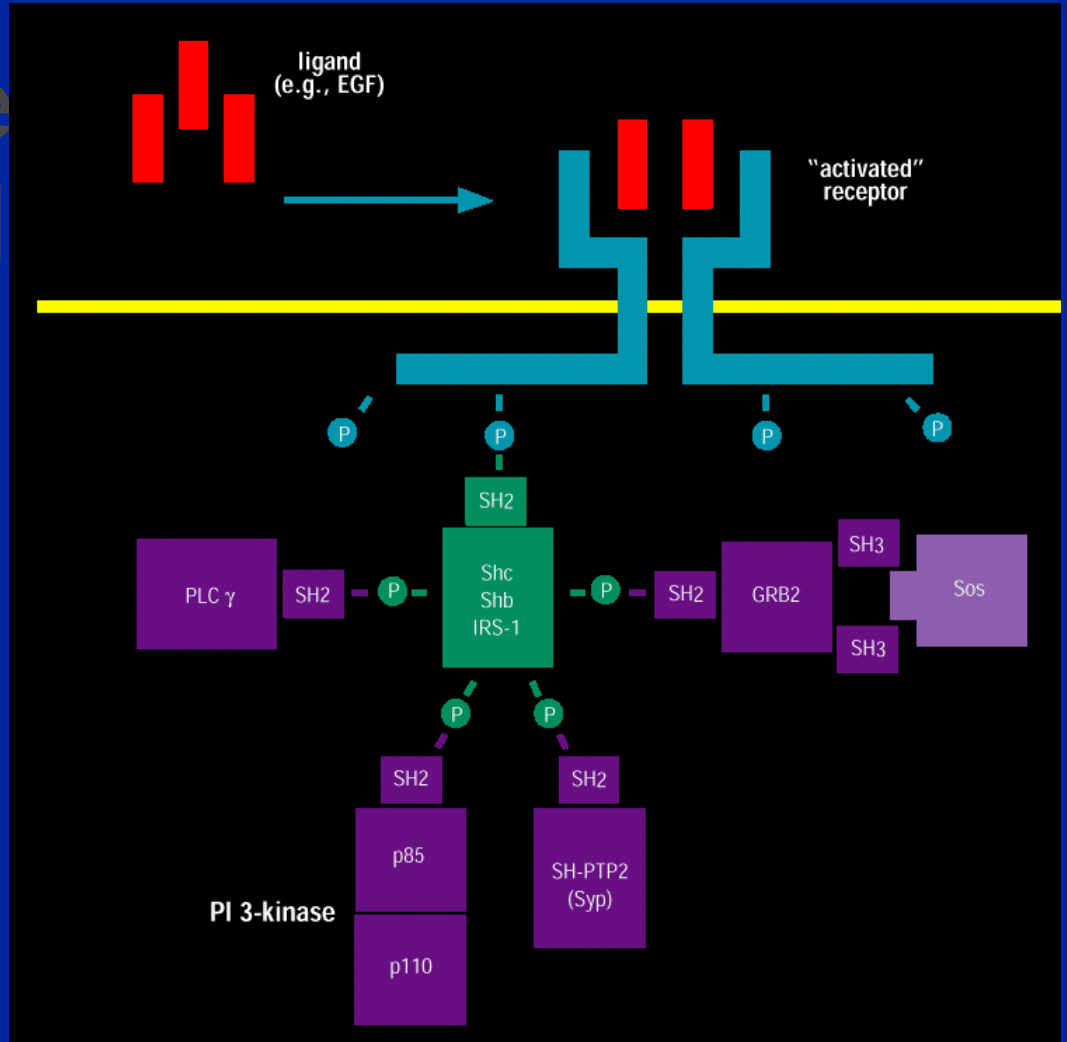 ligand
(e.g., EGF)
“activated”
receptor
P
P
P
P
SH2
PLC γ
SH2
P
Shc
Shb
IRS-1
P
SH2
GRB2
SH3
SH3
Sos
P
P
SH2
SH2
p85
SH-PTP2
(Syp)
PI 3-kinase
p110